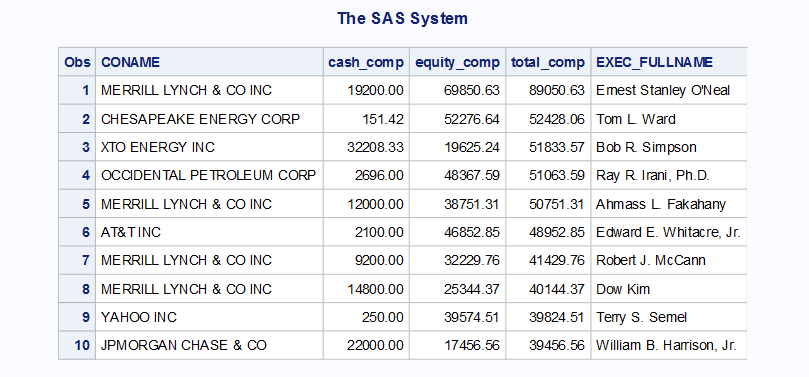 The SAS System
Obs CONAME cash_comp equity_comp total_comp EXEC_FULLNAME
1 MERRILL LYNCH & CO INC 19200.00 69850.63 89050.63 Ernest Stanley O'Neal
2 CHESAPEAKE ENERGY CORP 151.42 52276.64 52428.06 Tom L. Ward
3 XTO ENERGY INC 32208.33 19625.24 51833.57 Bob R. Simpson
4 OCCIDENTAL PETROLEUM CORP 2696.00 48367.59 51063.59 Ray R. Irani, Ph.D.
5 MERRILL LYNCH & CO INC 12000.00 38751.31 50751.31 Ahmass L. Fakahany
6 AT&T INC 2100.00 46852.85 48952.85 Edward E. Whitacre, Jr.
7 MERRILL LYNCH & CO INC 9200.00 32229.76 41429.76 Robert J. McCann
8 MERRILL LYNCH & CO INC 14800.00 25344.37 40144.37 Dow Kim
9 YAHOO INC 250.00 39574.51 39824.51 Terry S. Semel
10 JPMORGAN CHASE & CO 22000.00 17456.56 39456.56 William B. Harrison, Jr.